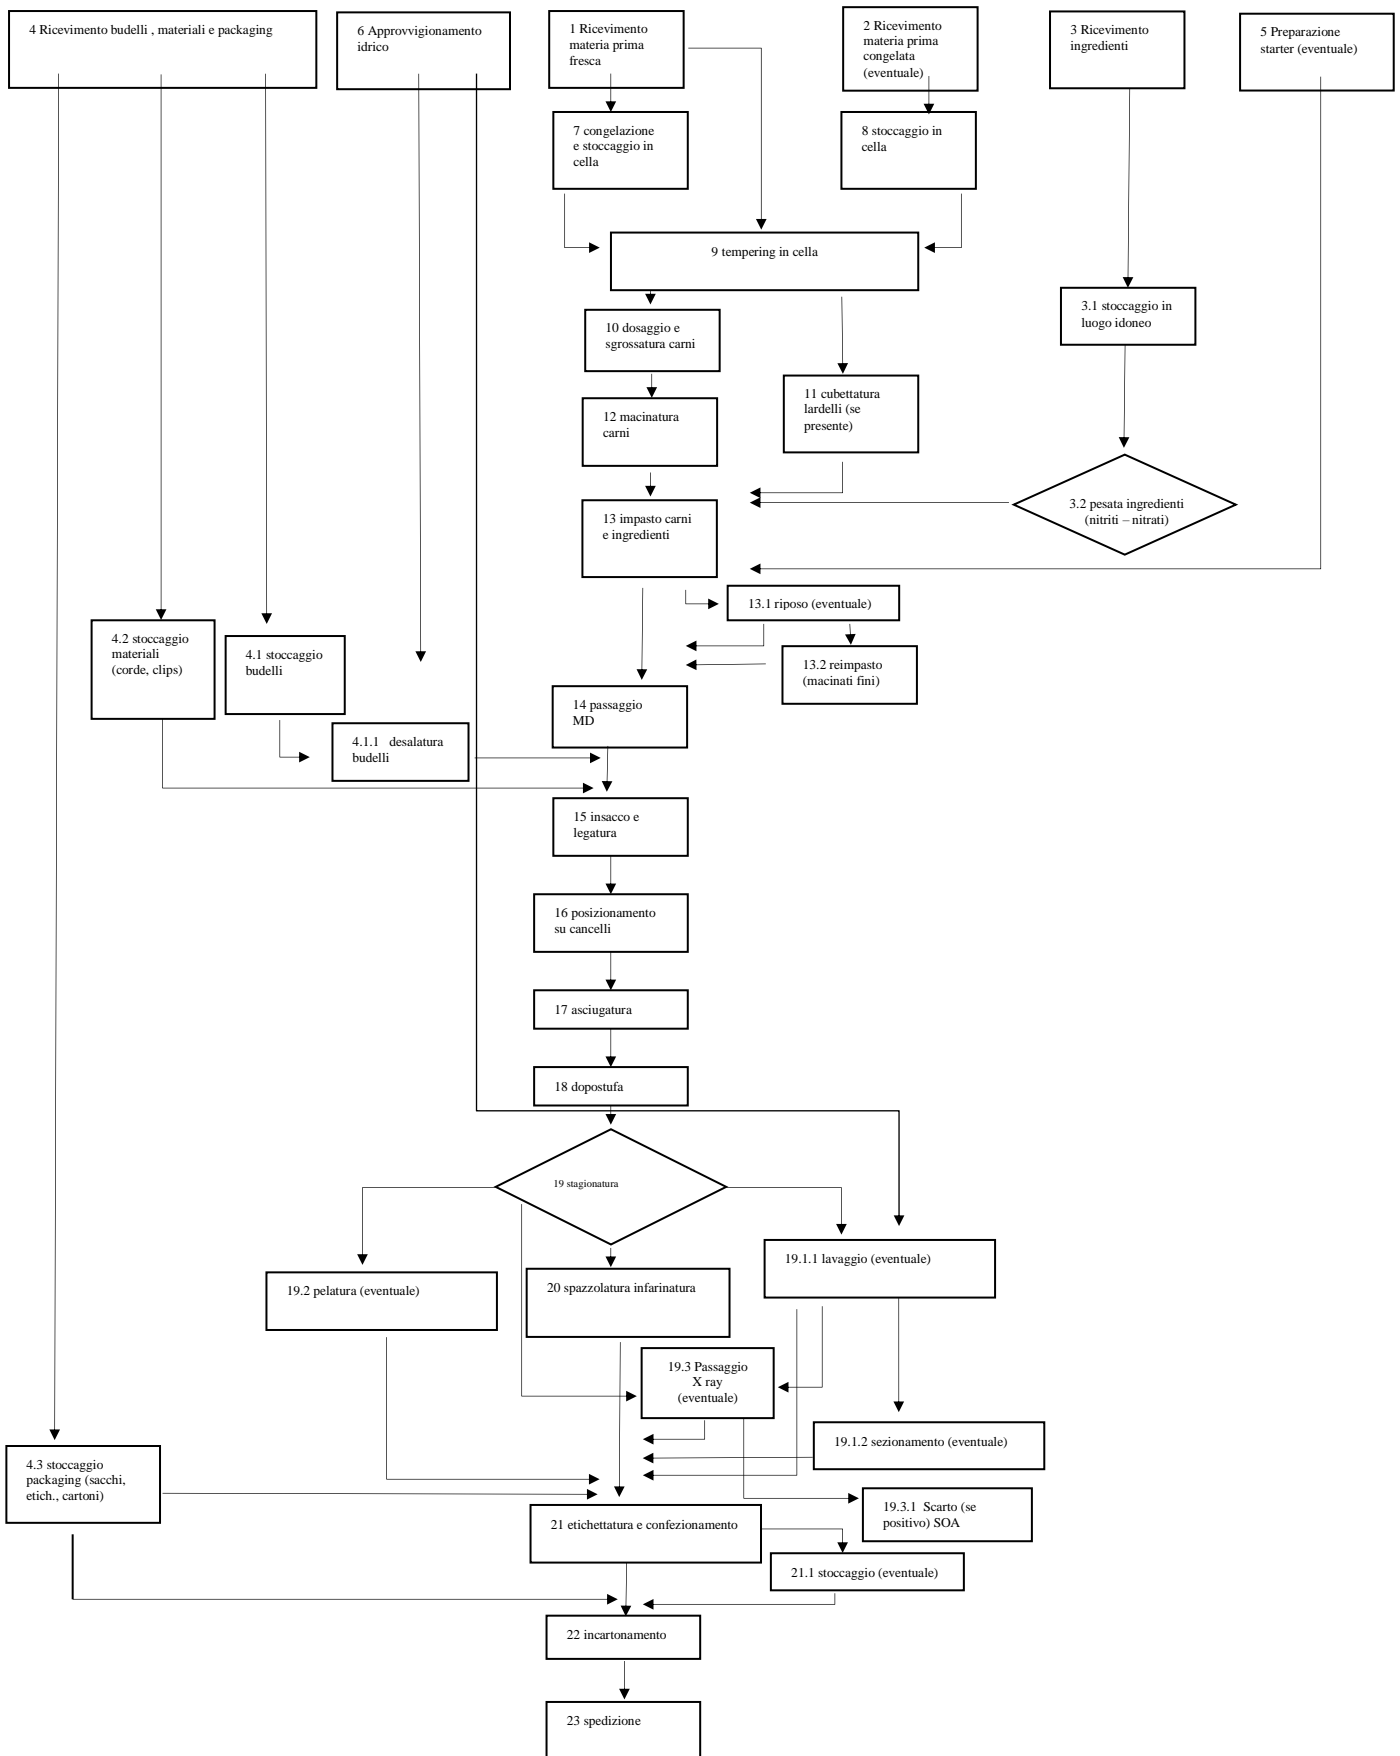 4 Ricevimento budelli , materiali e packaging
6 Approvvigionamento
idrico
1 Ricevimento
materia prima
fresca
2 Ricevimento
materia prima
congelata
(eventuale)
3 Ricevimento
ingredienti
5 Preparazione
starter (eventuale)
7 congelazione
e stoccaggio in
cella
8 stoccaggio in
cella
9 tempering in cella
3.1 stoccaggio in
luogo idoneo
10 dosaggio e
sgrossatura carni
11 cubettatura
lardelli (se
presente)
12 macinatura
carni
3.2 pesata ingredienti
(nitriti – nitrati)
13 impasto carni
e ingredienti
13.1 riposo (eventuale)
4.2 stoccaggio
materiali
(corde, clips)
4.1 stoccaggio
budelli
13.2 reimpasto
(macinati fini)
14 passaggio
MD
4.1.1 desalatura
budelli
15 insacco e
legatura
16 posizionamento
su cancelli
17 asciugatura
18 dopostufa
19 stagionatura
19.1.1 lavaggio (eventuale)
19.2 pelatura (eventuale)
20 spazzolatura infarinatura
19.3 Passaggio
X ray
(eventuale)
19.1.2 sezionamento (eventuale)
4.3 stoccaggio
packaging (sacchi,
etich., cartoni)
19.3.1 Scarto (se
positivo) SOA
21 etichettatura e confezionamento
21.1 stoccaggio (eventuale)
22 incartonamento
23 spedizione